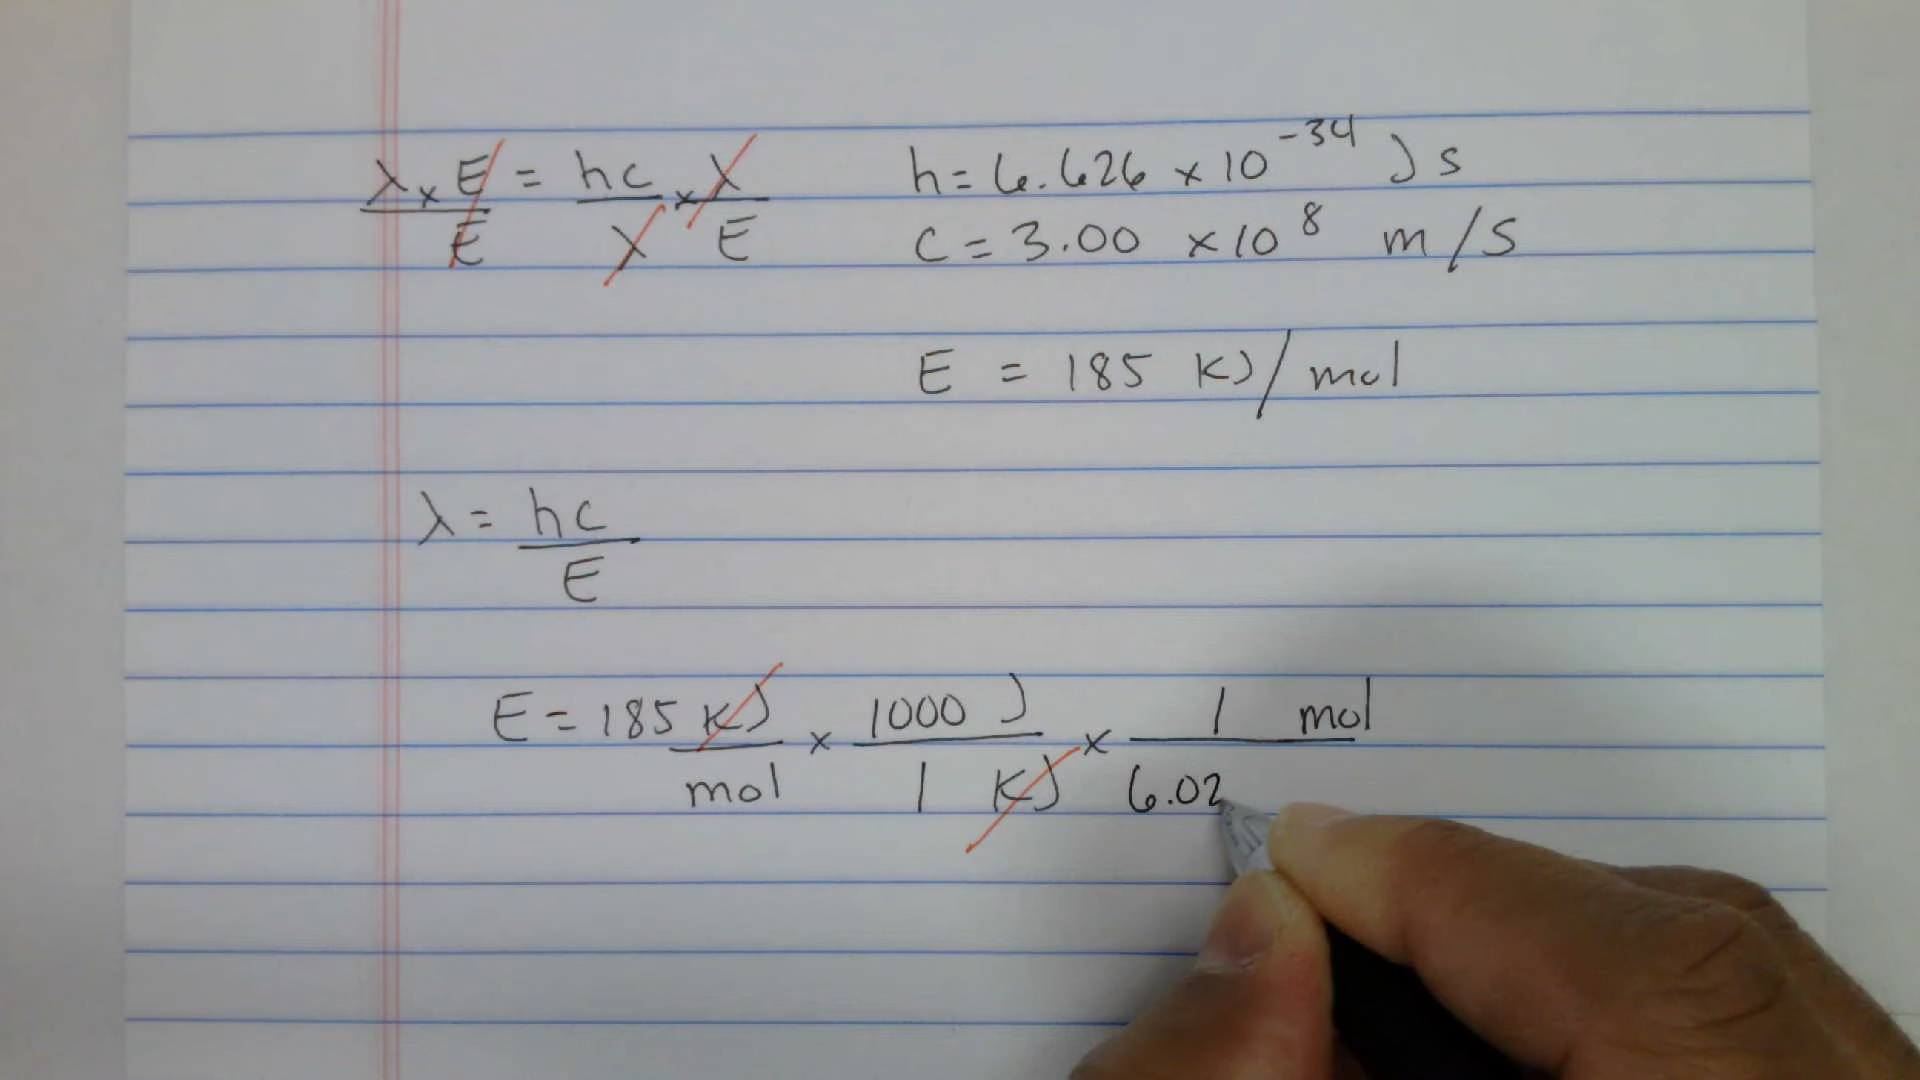 λ x E = hc x λ h = 6.626 x 10^-34 J s
E λ E C = 3.00 x 10^8 m/s
E = 185 KJ/mol
λ = hc
E
E = 185 KJ x 1000 J x 1 mol
mol 1 KJ 6.02